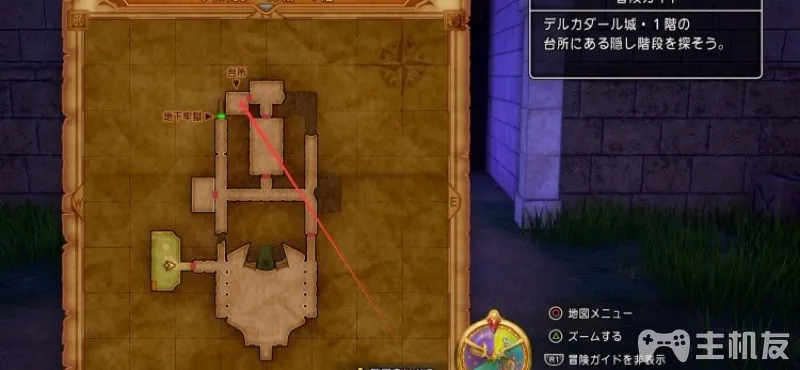 デルカダール城・1階の
台所にある隠し階段を探そう。
台所
地下牢獄
W
E
地図メニュー
ズームする
R1 冒険ガイドを非表示
主机友